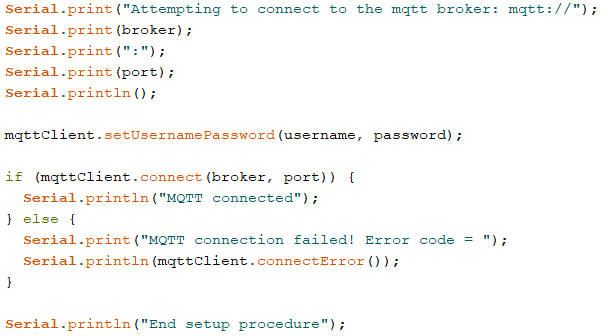 Serial.print("Attempting to connect to the mqtt broker: mqtt://");
Serial.print(broker);
Serial.print(":");
Serial.print(port);
Serial.println();

mqttClient.setUsernamePassword(username, password);

if (mqttClient.connect(broker, port)) {
  Serial.println("MQTT connected");
} else {
  Serial.print("MQTT connection failed! Error code = ");
  Serial.println(mqttClient.connectError());
}

Serial.println("End setup procedure");